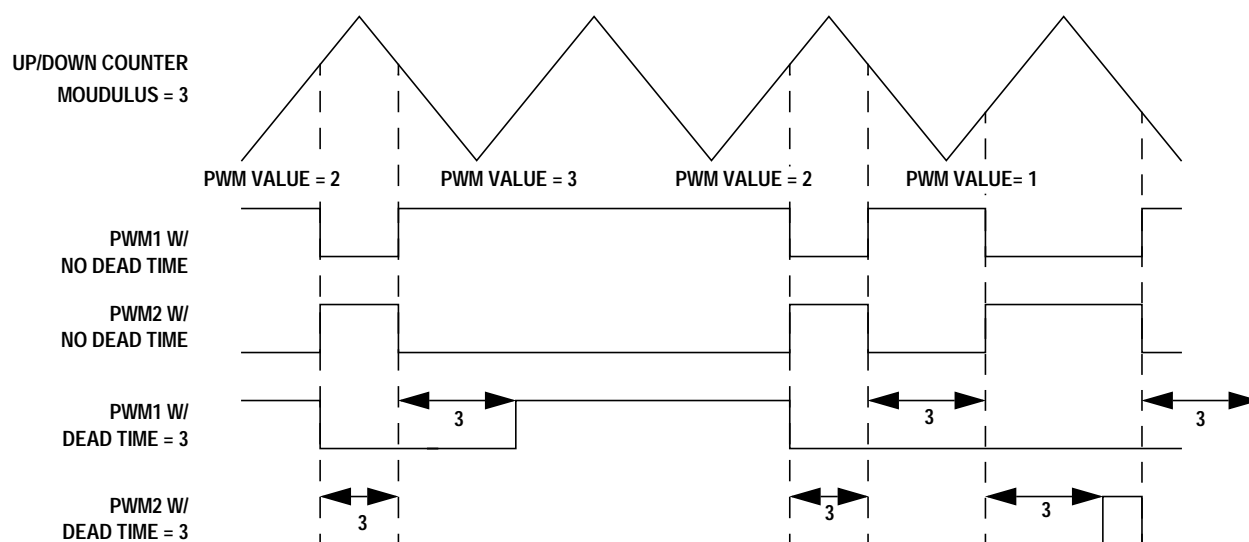 UP/DOWN COUNTER
MOUDULUS = 3
PWM VALUE = 2
PWM VALUE = 3
PWM VALUE = 2
PWM VALUE= 1
PWM1 W/
NO DEAD TIME
PWM2 W/
NO DEAD TIME
PWM1 W/
DEAD TIME = 3
3
3
3
PWM2 W/
DEAD TIME = 3
3
3
3